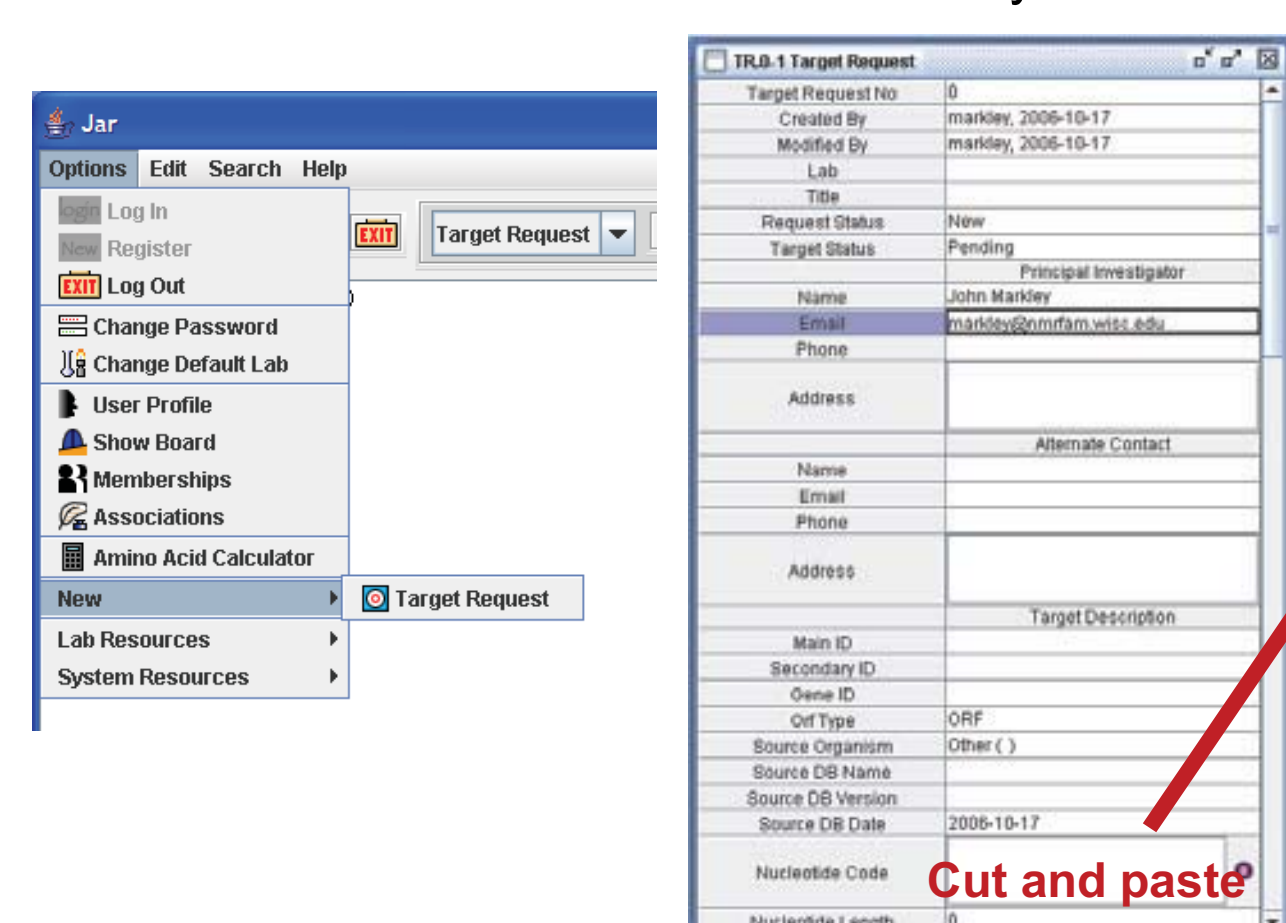 y
Jar
Options Edit Search Help
login Log In
New Register
EXIT Log Out
EXIT Target Request
Change Password
Change Default Lab
User Profile
Show Board
Memberships
Associations
Amino Acid Calculator
New
Target Request
Lab Resources
System Resources
TR.0-1 Target Request
Target Request No 0
Created By markley, 2006-10-17
Modified By markley, 2006-10-17
Lab
Title
Request Status New
Target Status Pending
Principal Investigator
Name John Markley
Email markley@nmrfam.wisc.edu
Phone
Address
Alternate Contact
Name
Email
Phone
Address
Target Description
Main ID
Secondary ID
Gene ID
Orf Type ORF
Source Organism Other ( )
Source DB Name
Source DB Version
Source DB Date 2006-10-17
Nucleotide Code
Cut and paste
Nucleotide Length 0